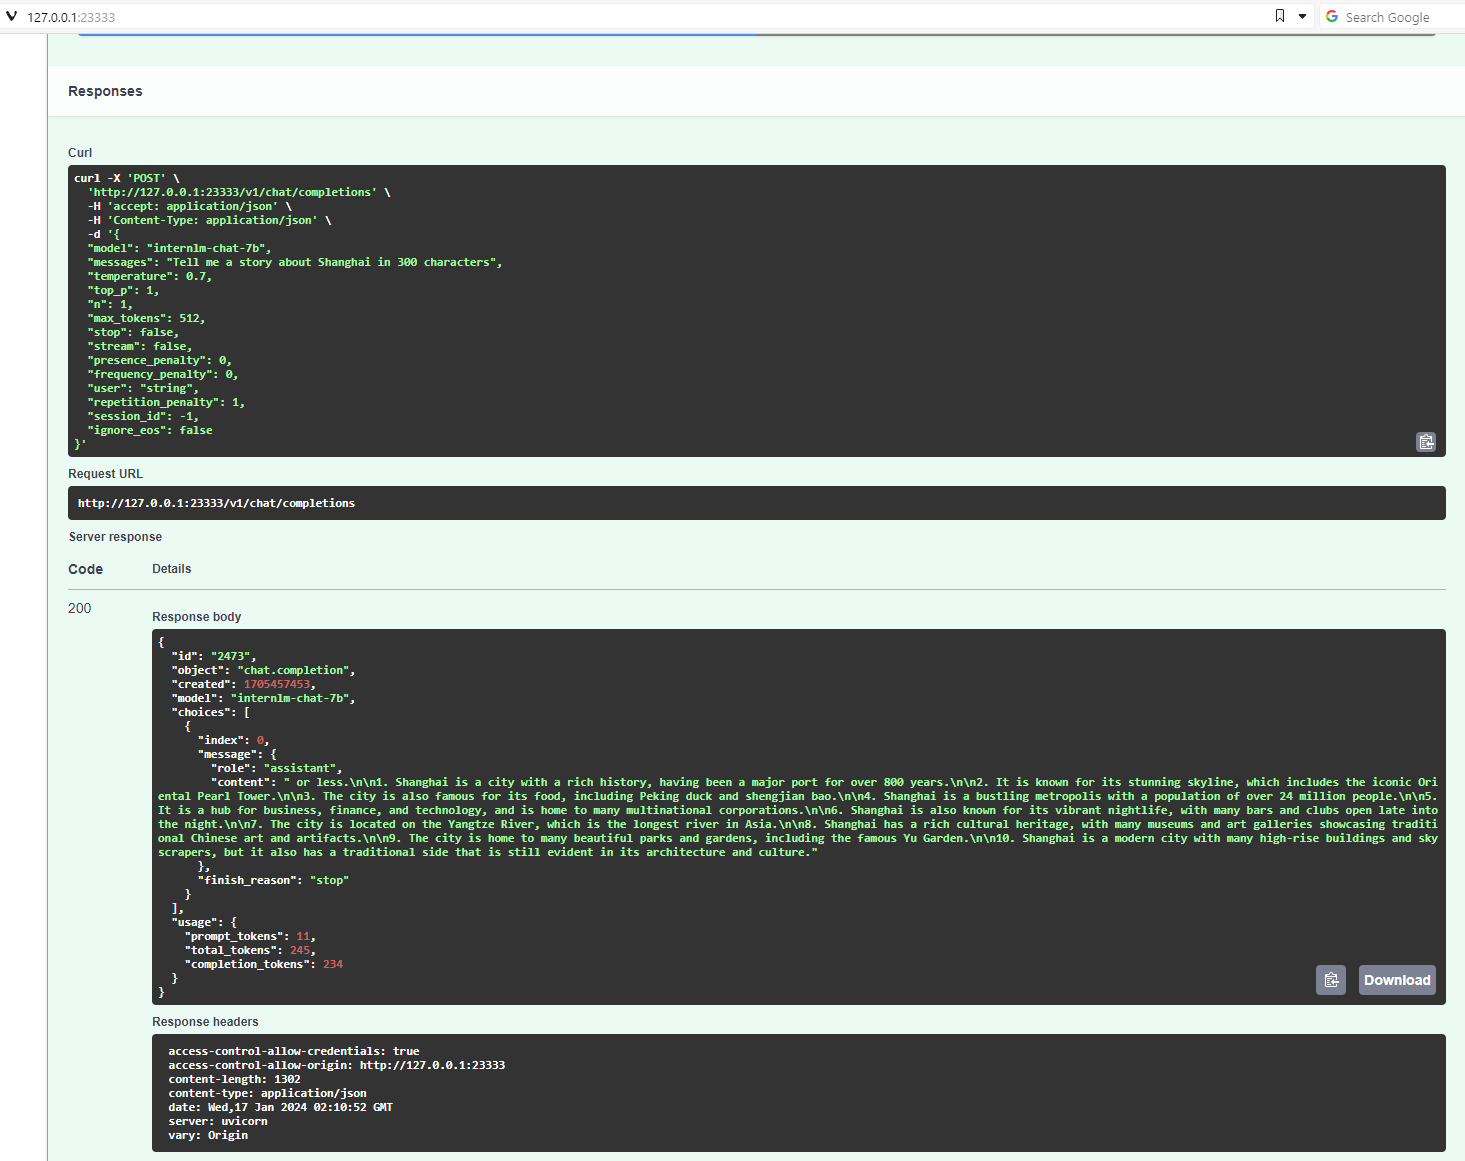 127.0.0.1:23333
Search Google
Responses
Curl
curl -X 'POST' \
  'http://127.0.0.1:23333/v1/chat/completions' \
  -H 'accept: application/json' \
  -H 'Content-Type: application/json' \
  -d '{
  "model": "internlm-chat-7b",
  "messages": "Tell me a story about Shanghai in 300 characters",
  "temperature": 0.7,
  "top_p": 1,
  "n": 1,
  "max_tokens": 512,
  "stop": false,
  "stream": false,
  "presence_penalty": 0,
  "frequency_penalty": 0,
  "user": "string",
  "repetition_penalty": 1,
  "session_id": -1,
  "ignore_eos": false
}'
Request URL
http://127.0.0.1:23333/v1/chat/completions
Server response
Code Details
200
Response body
{
  "id": "2473",
  "object": "chat.completion",
  "created": 1705457453,
  "model": "internlm-chat-7b",
  "choices": [
    {
      "index": 0,
      "message": {
        "role": "assistant",
        "content": " or less.\n\n1. Shanghai is a city with a rich history, having been a major port for over 800 years.\n\n2. It is known for its stunning skyline, which includes the iconic Ori
ental Pearl Tower.\n\n3. The city is also famous for its food, including Peking duck and shengjian bao.\n\n4. Shanghai is a bustling metropolis with a population of over 24 million people.\n\n5.
It is a hub for business, finance, and technology, and is home to many multinational corporations.\n\n6. Shanghai is also known for its vibrant nightlife, with many bars and clubs open late into
the night.\n\n7. The city is located on the Yangtze River, which is the longest river in Asia.\n\n8. Shanghai has a rich cultural heritage, with many museums and art galleries showcasing traditi
onal Chinese art and artifacts.\n\n9. The city is home to many beautiful parks and gardens, including the famous Yu Garden.\n\n10. Shanghai is a modern city with many high-rise buildings and sky
scrapers, but it also has a traditional side that is still evident in its architecture and culture."
      },
      "finish_reason": "stop"
    }
  ],
  "usage": {
    "prompt_tokens": 11,
    "total_tokens": 245,
    "completion_tokens": 234
  }
}
Download
Response headers
access-control-allow-credentials: true
access-control-allow-origin: http://127.0.0.1:23333
content-length: 1302
content-type: application/json
date: Wed,17 Jan 2024 02:10:52 GMT
server: uvicorn
vary: Origin